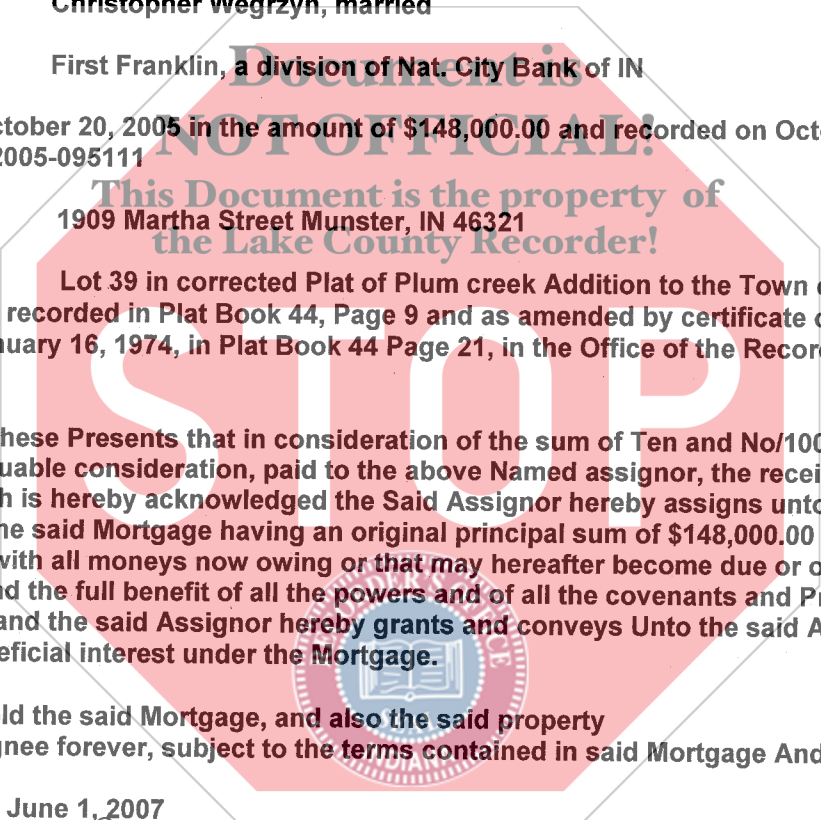 Christopher Wegrzyn, married
First Franklin, a division of Nat. City Bank of IN
Document is
ctober 20, 2005 in the amount of $148,000.00 and recorded on Octo
NOT OFFICIAL!
2005-095111
This Document is the property of
1909 Martha Street Munster, IN 46321
the Lake County Recorder!
Lot 39 in corrected Plat of Plum creek Addition to the Town
recorded in Plat Book 44, Page 9 and as amended by certificate
nuary 16, 1974, in Plat Book 44 Page 21, in the Office of the Recor
STOP
hese Presents that in consideration of the sum of Ten and No/100
uable consideration, paid to the above Named assignor, the recei
h is hereby acknowledged the Said Assignor hereby assigns unto
he said Mortgage having an original principal sum of $148,000.00
with all moneys now owing or that may hereafter become due or o
nd the full benefit of all the powers and of all the covenants and Pr
and the said Assignor hereby grants and conveys Unto the said A
eficial interest under the Mortgage.
RECORDER'S OFFICE
SEAL
INDIANA
ld the said Mortgage, and also the said property
gnee forever, subject to the terms contained in said Mortgage And
June 1, 2007